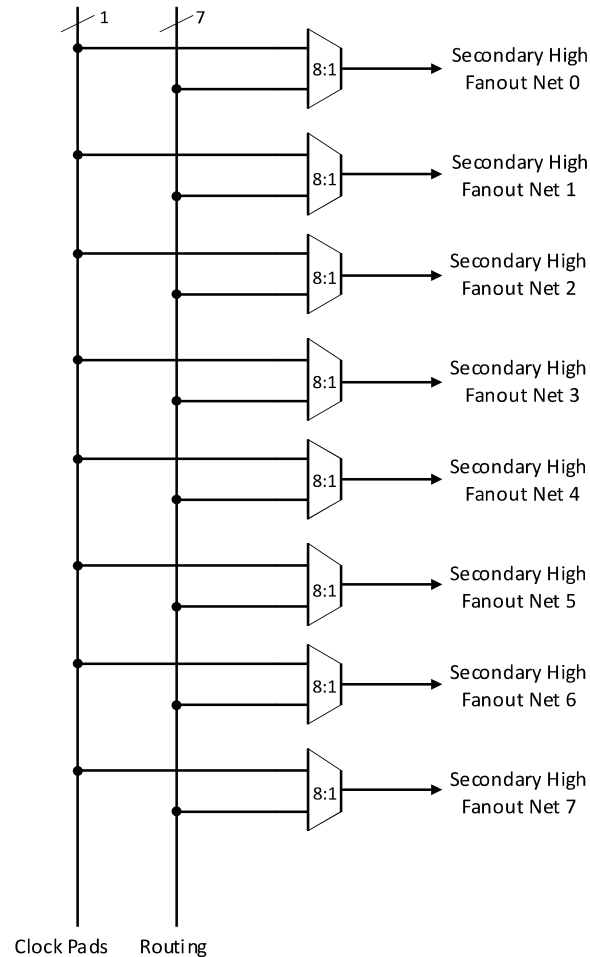 1
7
8:1
Secondary High
Fanout Net 0
8:1
Secondary High
Fanout Net 1
8:1
Secondary High
Fanout Net 2
8:1
Secondary High
Fanout Net 3
8:1
Secondary High
Fanout Net 4
8:1
Secondary High
Fanout Net 5
8:1
Secondary High
Fanout Net 6
8:1
Secondary High
Fanout Net 7
Clock Pads
Routing